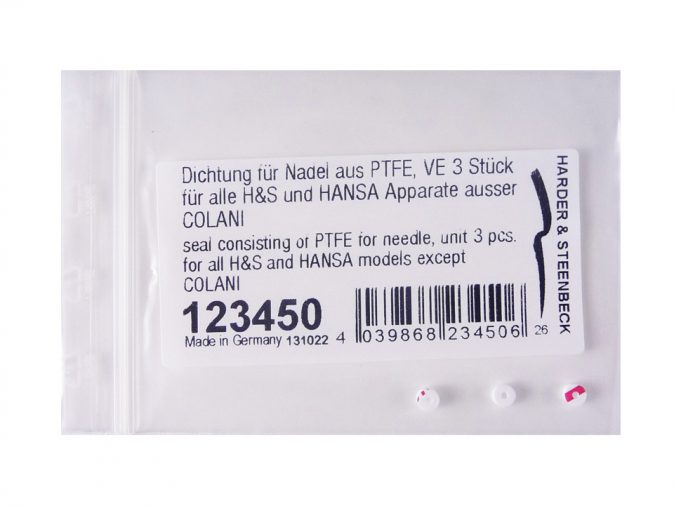 Dichtung für Nadel aus PTFE, VE 3 Stück
für alle H&S und HANSA Apparate ausser
COLANI
seal consisting of PTFE for needle, unit 3 pcs.
for all H&S and HANSA models except
COLANI
123450
Made in Germany 131022
4 039868 234506 26
HARDER & STEENBECK